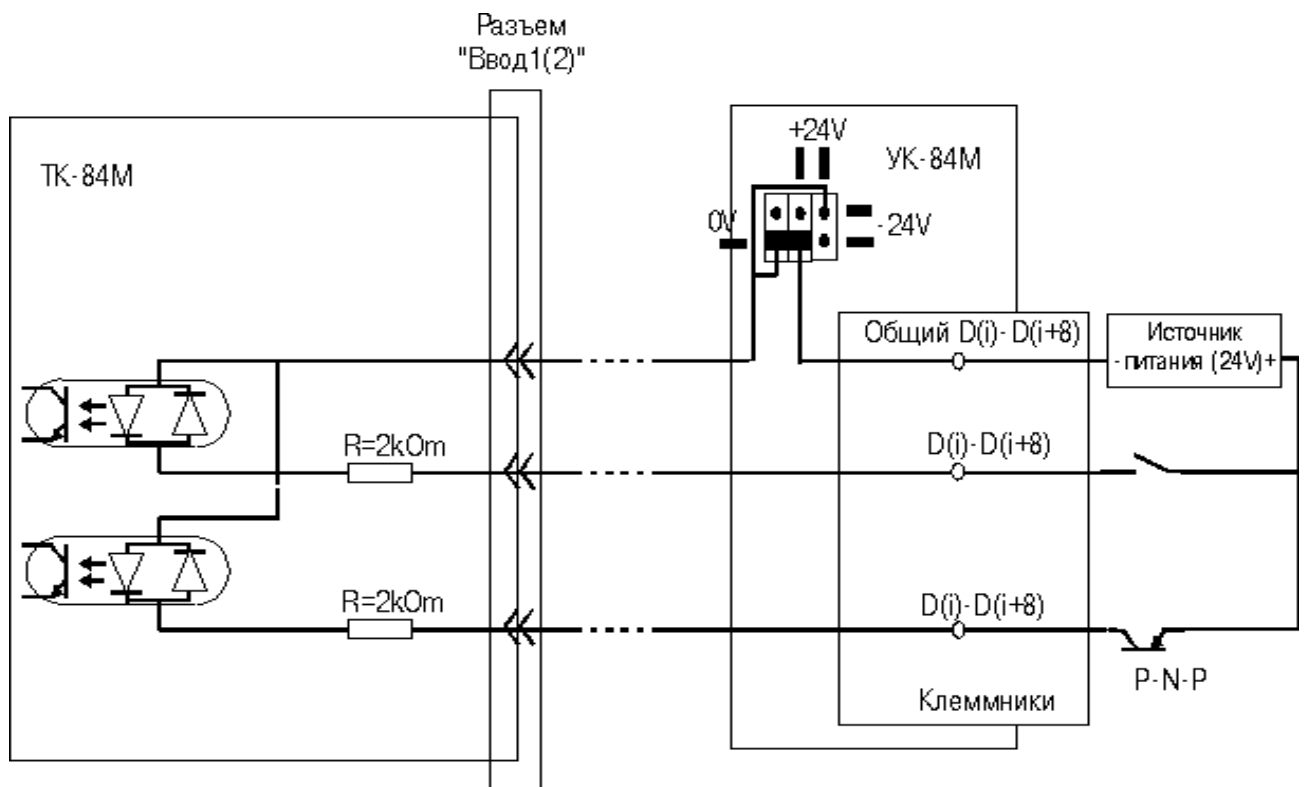 Разъем
"Ввод1(2)"
ТК-84М
+24V
УК-84М
0V
-24V
Общий D(i)-D(i+8)
Источник
-питания (24V)+
R=2kOm
D(i)-D(i+8)
R=2kOm
D(i)-D(i+8)
P-N-P
Клеммники